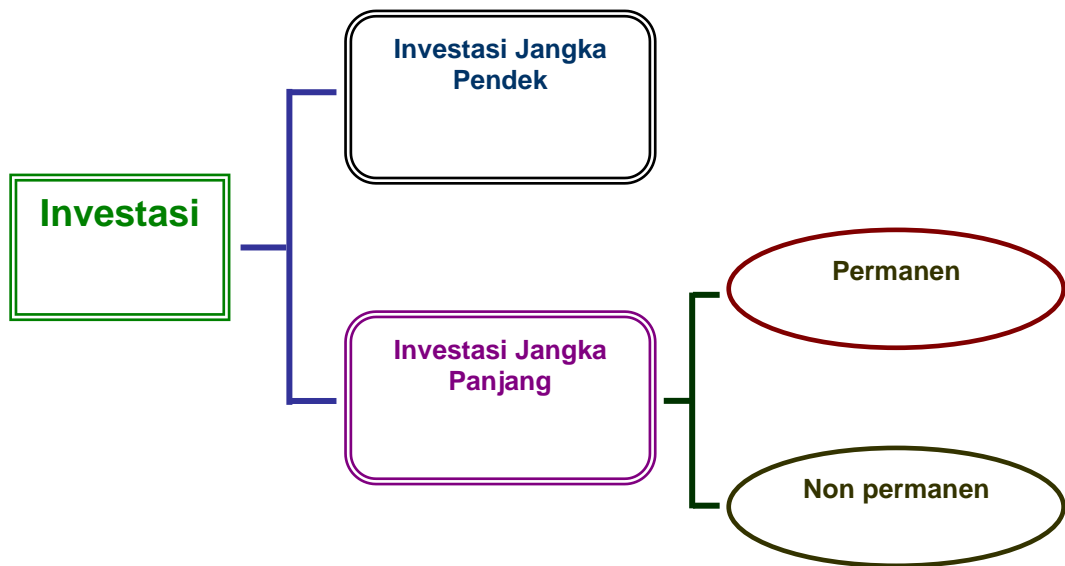 Investasi Jangka
Pendek
Investasi
Investasi Jangka
Panjang
Permanen
Non permanen